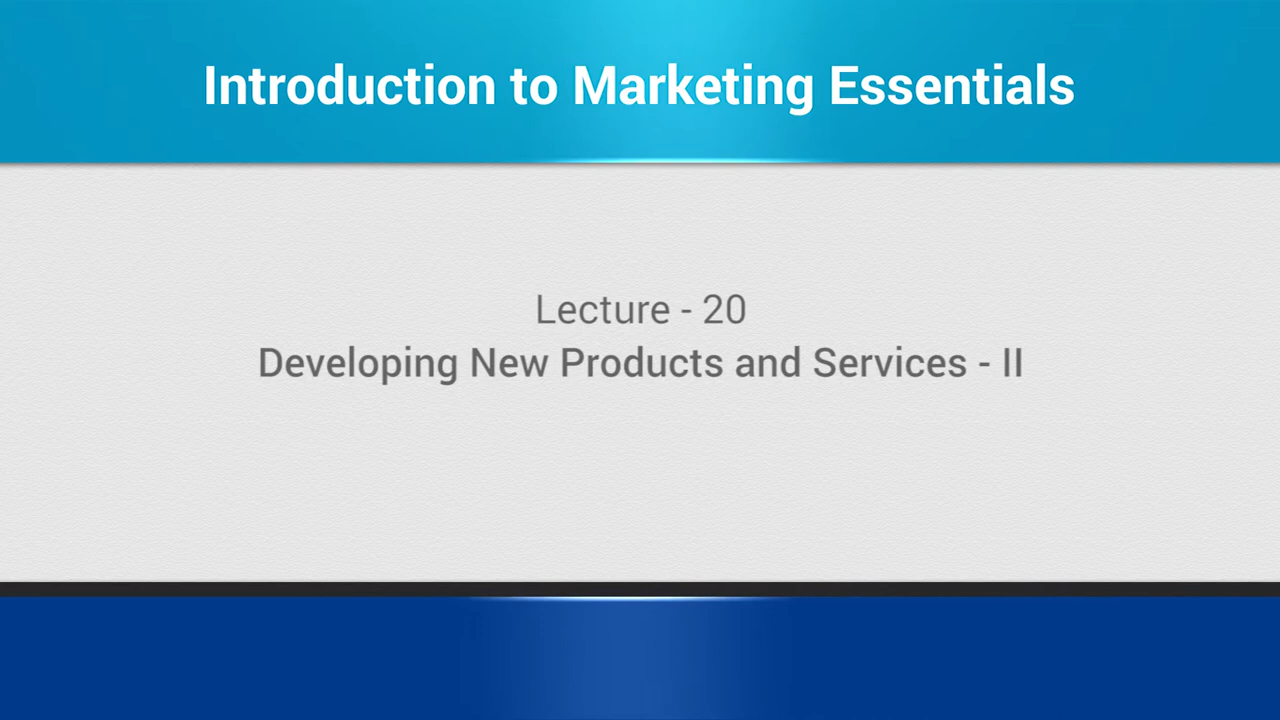 Introduction to Marketing Essentials
Lecture - 20
Developing New Products and Services - II